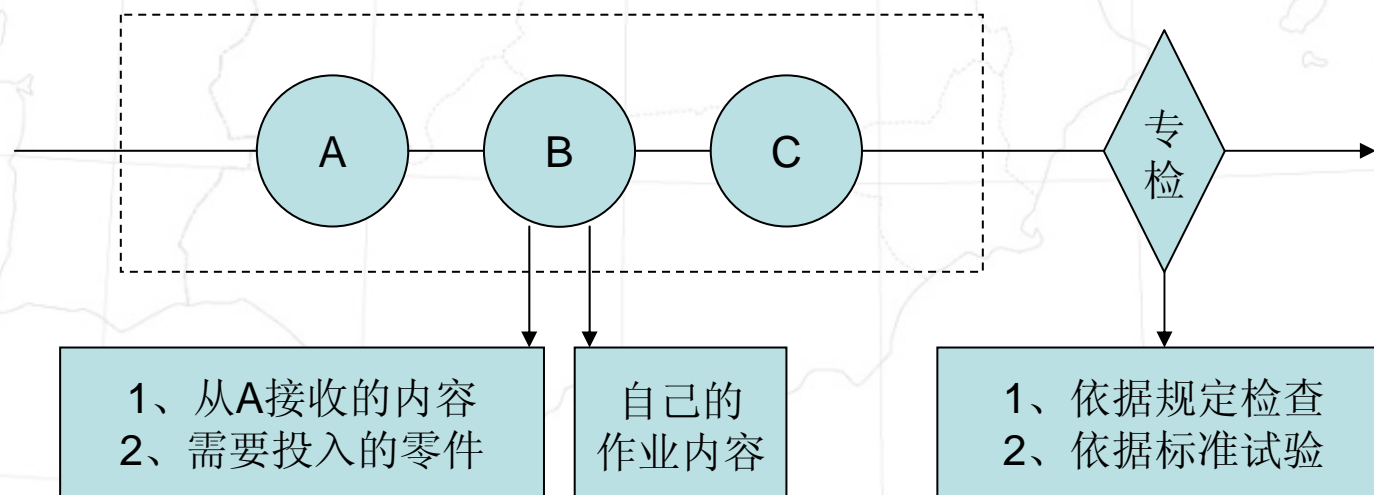 A
B
C
专
检
1、从A接收的内容
2、需要投入的零件
自己的
作业内容
1、依据规定检查
2、依据标准试验